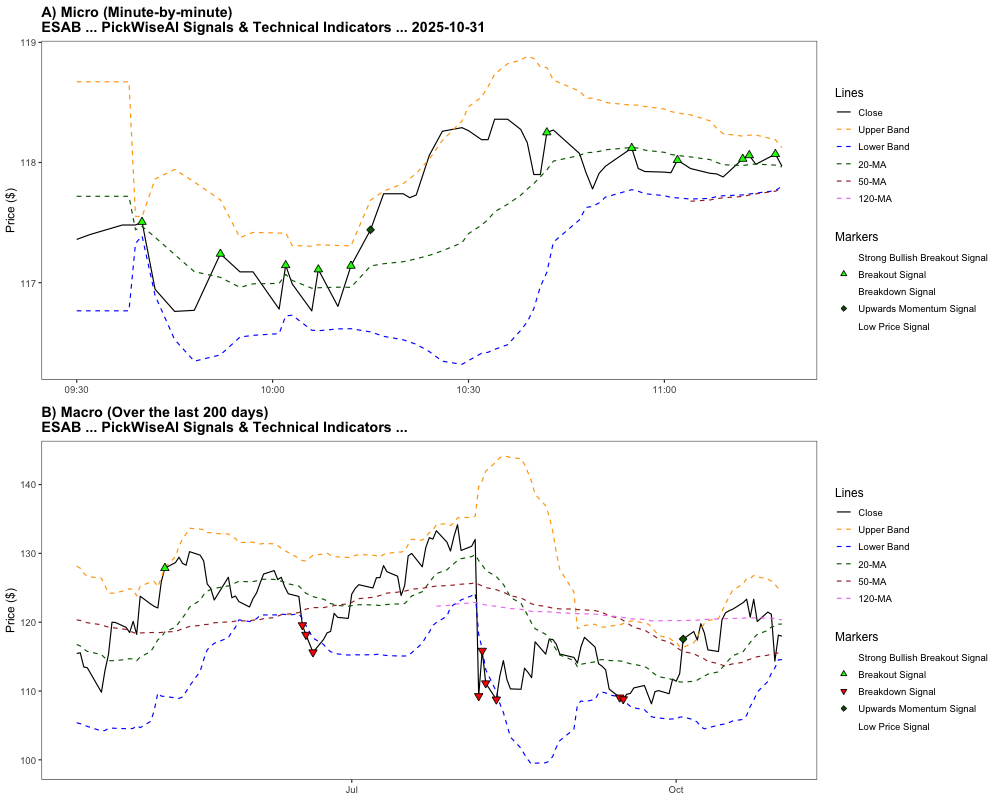 A) Micro (Minute-by-minute)
ESAB ... PickWiseAI Signals & Technical Indicators ... 2025-10-31
Price ($)
119
118
117
09:30
10:00
10:30
11:00
Lines
Close
Upper Band
Lower Band
20-MA
50-MA
120-MA
Markers
Strong Bullish Breakout Signal
Breakout Signal
Breakdown Signal
Upwards Momentum Signal
Low Price Signal
B) Macro (Over the last 200 days)
ESAB ... PickWiseAI Signals & Technical Indicators ...
Price ($)
140
130
120
110
100
Jul
Oct
Lines
Close
Upper Band
Lower Band
20-MA
50-MA
120-MA
Markers
Strong Bullish Breakout Signal
Breakout Signal
Breakdown Signal
Upwards Momentum Signal
Low Price Signal